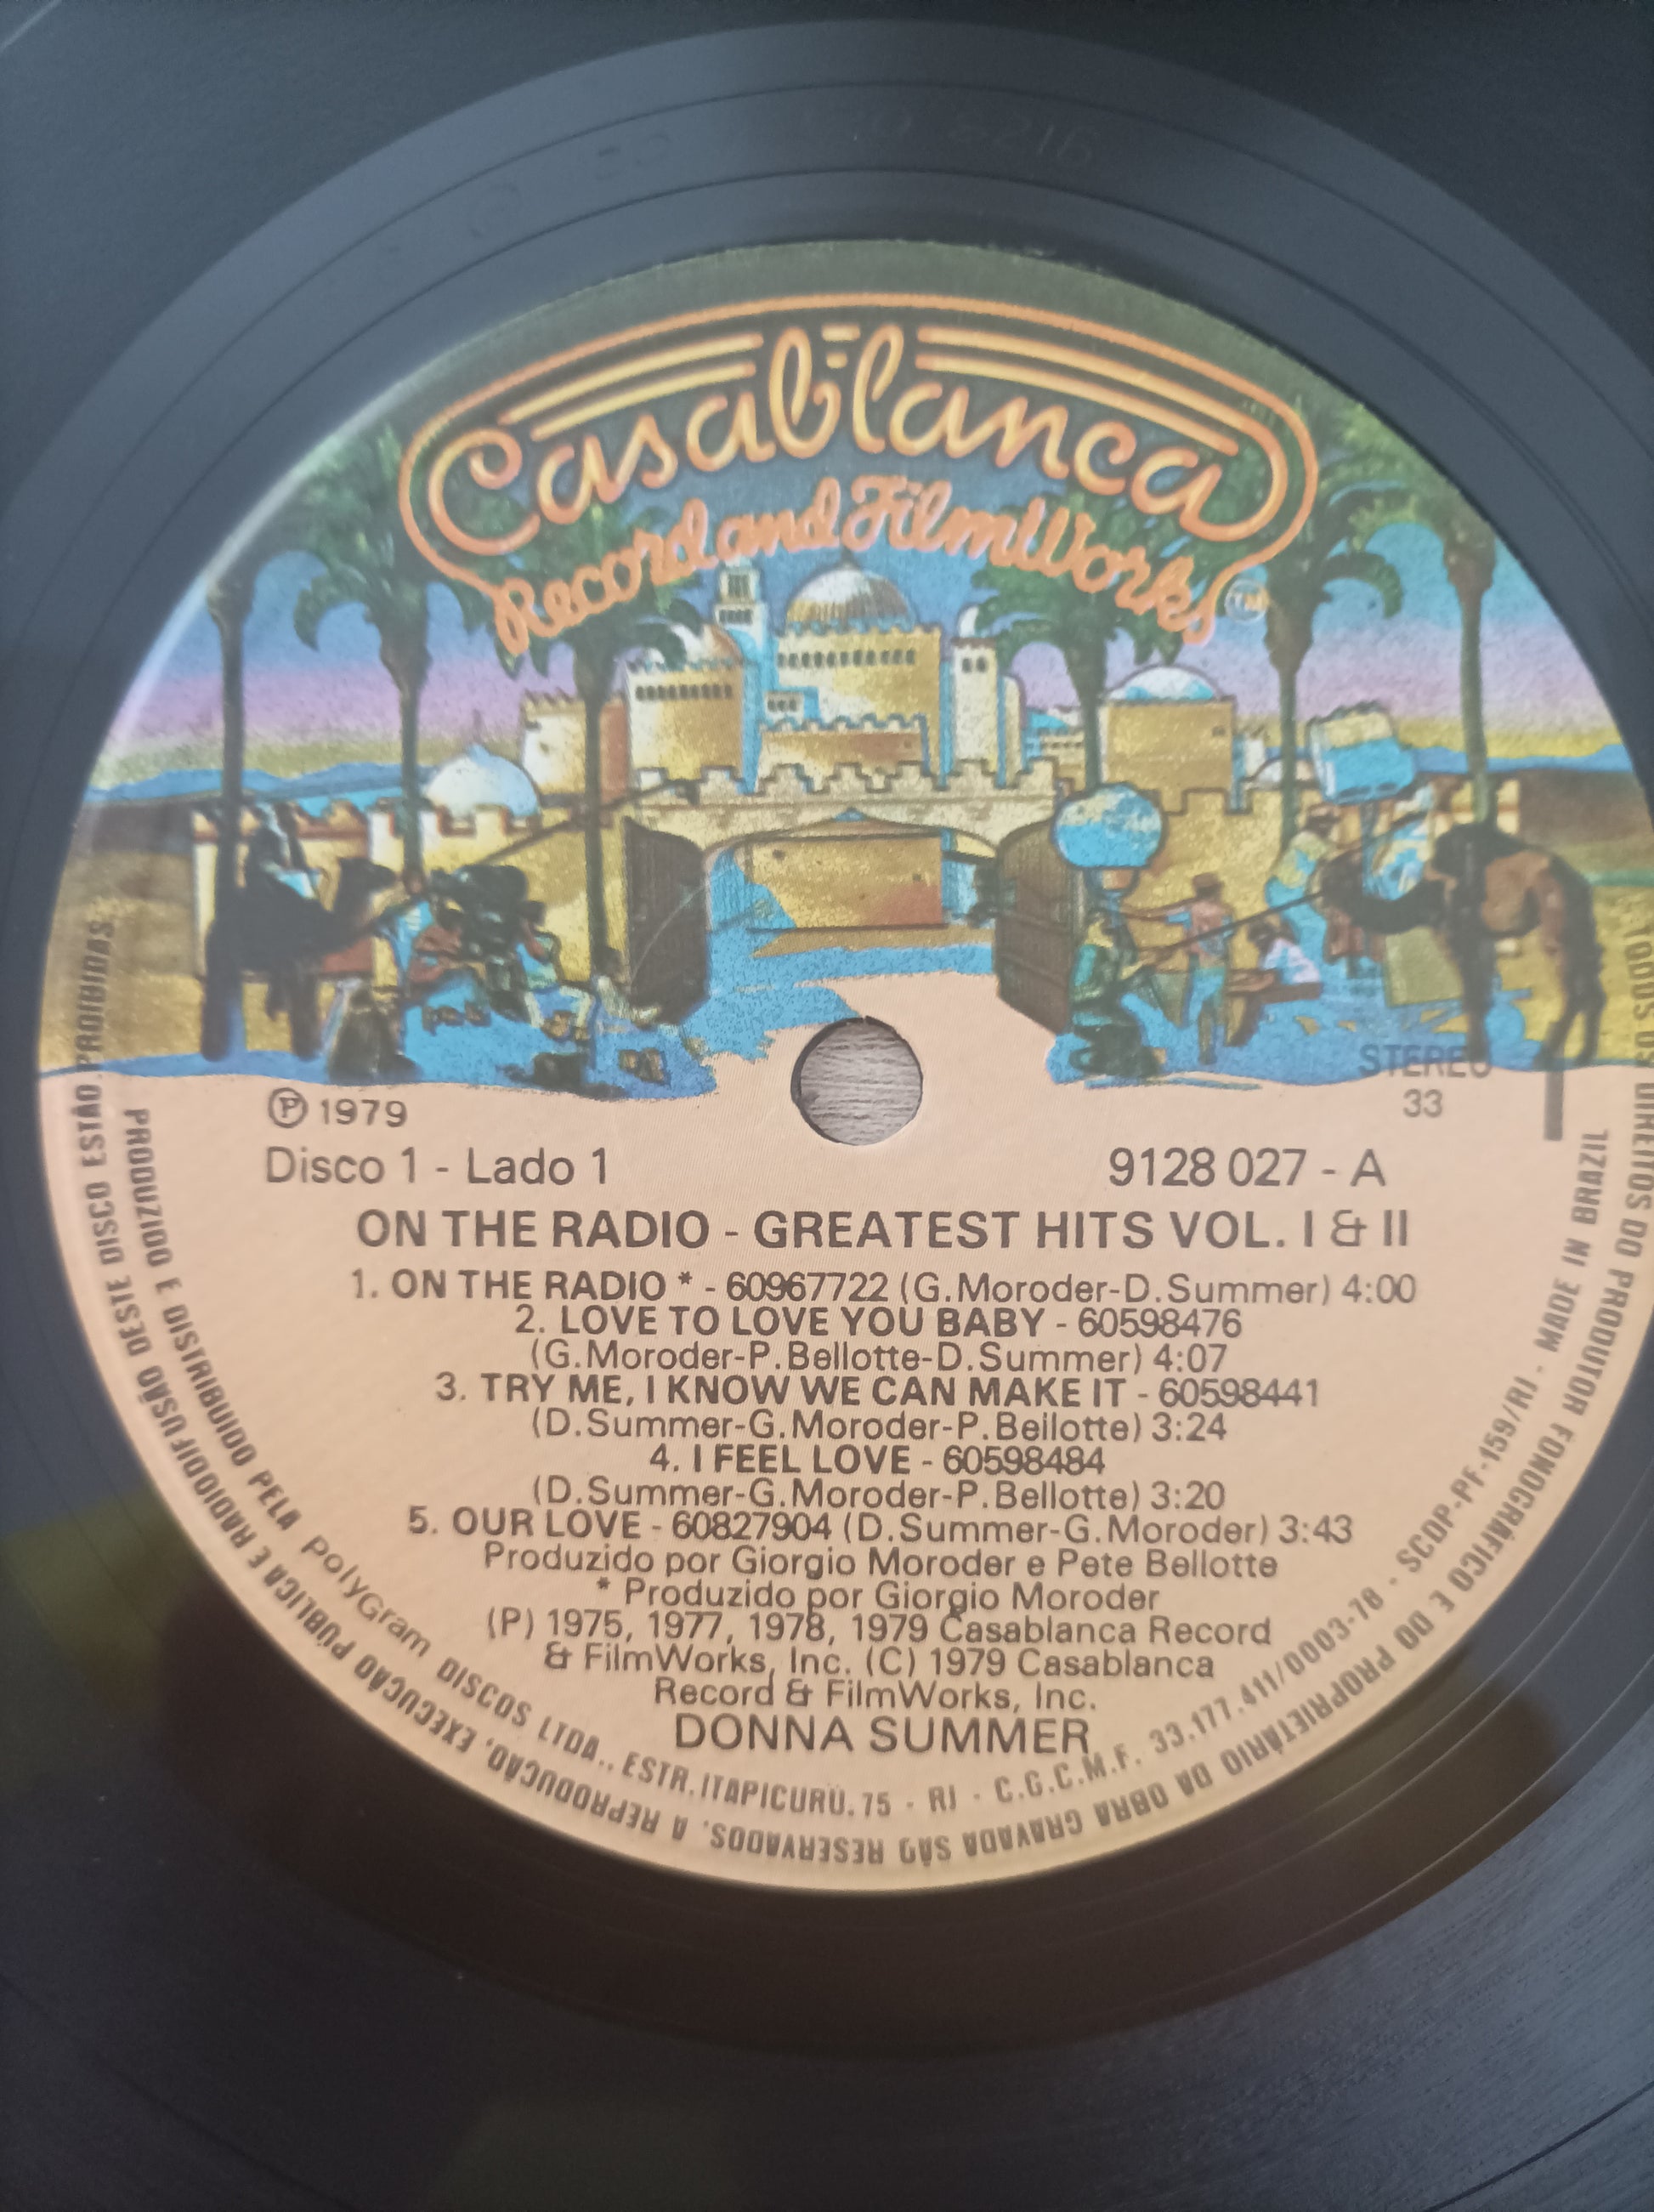 Casablanca
Record and FilmWorks
TM
STEREO
33
Ⓟ 1979
Disco 1 - Lado 1
9128 027 - A
ON THE RADIO - GREATEST HITS VOL. I & II
1. ON THE RADIO * - 60967722 (G.Moroder-D.Summer) 4:00
2. LOVE TO LOVE YOU BABY - 60598476
(G.Moroder-P.Bellotte-D.Summer) 4:07
3. TRY ME, I KNOW WE CAN MAKE IT - 60598441
(D.Summer-G.Moroder-P.Bellotte) 3:24
4. I FEEL LOVE - 60598484
(D.Summer-G.Moroder-P.Bellotte) 3:20
5. OUR LOVE - 60827904 (D.Summer-G.Moroder) 3:43
Produzido por Giorgio Moroder e Pete Bellotte
* Produzido por Giorgio Moroder
(P) 1975, 1977, 1978, 1979 Casablanca Record
& FilmWorks, Inc. (C) 1979 Casablanca
Record & FilmWorks, Inc.
DONNA SUMMER
PRODUZIDO E DISTRIBUIDO PELA PolyGram DISCOS LTDA., ESTR.ITAPICURÚ.75 - RJ - C.G.C.M.F. 33.177.411/0003-78 - SCDP-PF-159/RJ - MADE IN BRAZIL
TODOS OS DIREITOS DO PRODUTOR FONOGRÁFICO E DO PROPRIETÁRIO DA OBRA GRAVADA SÃO RESERVADOS. A REPRODUÇÃO, EXECUÇÃO PÚBLICA E RADIODIFUSÃO DESTE DISCO ESTÃO PROIBIDAS